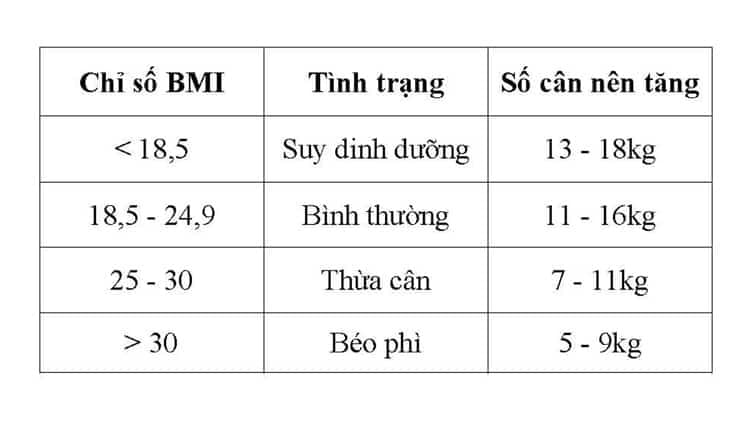 Chỉ số BMI Tình trạng Số cân nên tăng
< 18,5 Suy dinh dưỡng 13 - 18kg
18,5 - 24,9 Bình thường 11 - 16kg
25 - 30 Thừa cân 7 - 11kg
> 30 Béo phì 5 - 9kg